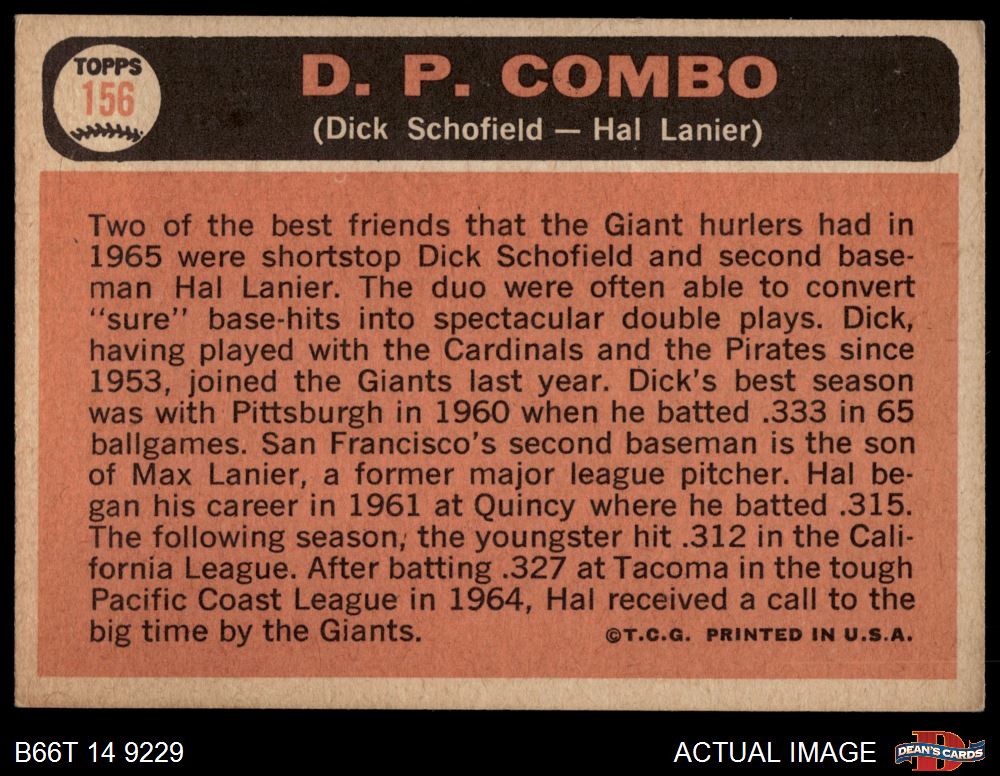 TOPPS
156
D. P. COMBO
(Dick Schofield — Hal Lanier)
Two of the best friends that the Giant hurlers had in
1965 were shortstop Dick Schofield and second base-
man Hal Lanier. The duo were often able to convert
"sure" base-hits into spectacular double plays. Dick,
having played with the Cardinals and the Pirates since
1953, joined the Giants last year. Dick's best season
was with Pittsburgh in 1960 when he batted .333 in 65
ballgames. San Francisco's second baseman is the son
of Max Lanier, a former major league pitcher. Hal be-
gan his career in 1961 at Quincy where he batted .315.
The following season, the youngster hit .312 in the Cali-
fornia League. After batting .327 at Tacoma in the tough
Pacific Coast League in 1964, Hal received a call to the
big time by the Giants.
©T.C.G. PRINTED IN U.S.A.
B66T 14 9229
ACTUAL IMAGE
D
DEAN'S CARDS